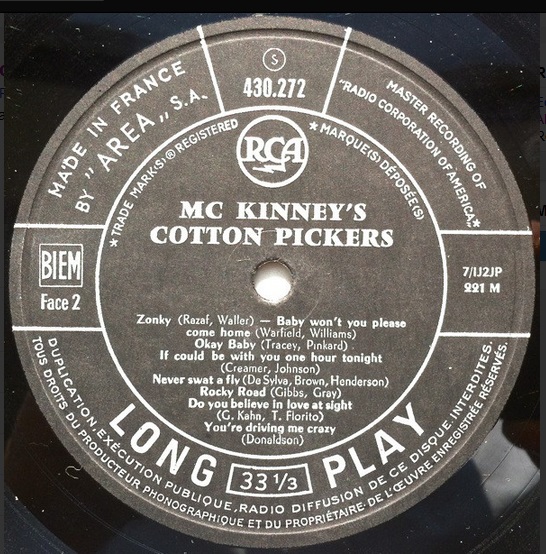 S
430.272
MADE IN FRANCE
BY "AREA" S.A.
MASTER RECORDING OF
"RADIO CORPORATION OF AMERICA"
★TRADE MARK(S)® REGISTERED
★MARQUE(S) DÉPOSÉE(S)
RCA
MC KINNEY'S
COTTON PICKERS
BIEM
Face 2
7/IJ2JP
221 M
Zonky (Razaf, Waller) — Baby won't you please
come home (Warfield, Williams)
Okay Baby (Tracey, Pinkard)
If could be with you one hour tonight
(Creamer, Johnson)
Never swat a fly (De Sylva, Brown, Henderson)
Rocky Road (Gibbs, Gray)
Do you believe in love at sight
(G. Kahn, T. Florito)
You're driving me crazy
(Donaldson)
LONG PLAY
33 1/3
DUPLICATION, EXÉCUTION PUBLIQUE, RADIO DIFFUSION DE CE DISQUE INTERDITES.
TOUS DROITS DU PRODUCTEUR PHONOGRAPHIQUE ET DU PROPRIÉTAIRE DE L'ŒUVRE ENREGISTRÉE RÉSERVÉS.